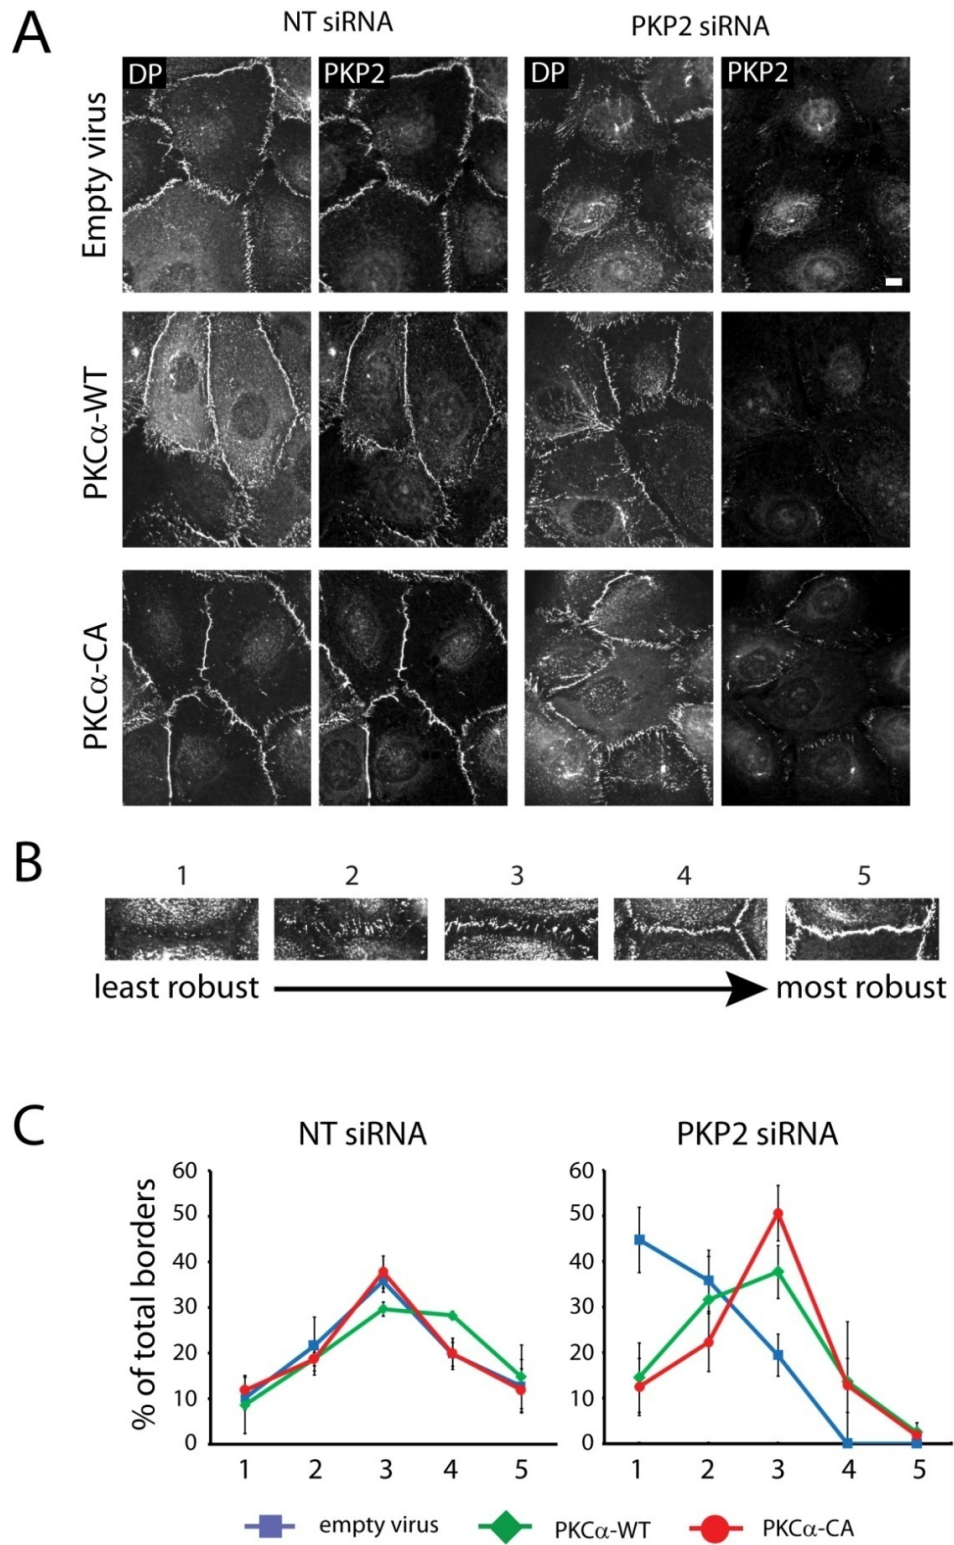 A
NT siRNA
PKP2 siRNA
DP
PKP2
DP
PKP2
Empty virus
PKCα-WT
PKCα-CA
B
1
2
3
4
5
least robust
most robust
C
NT siRNA
PKP2 siRNA
% of total borders
60
50
40
30
20
10
0
1
2
3
4
5
60
50
40
30
20
10
0
1
2
3
4
5
empty virus
PKCα-WT
PKCα-CA